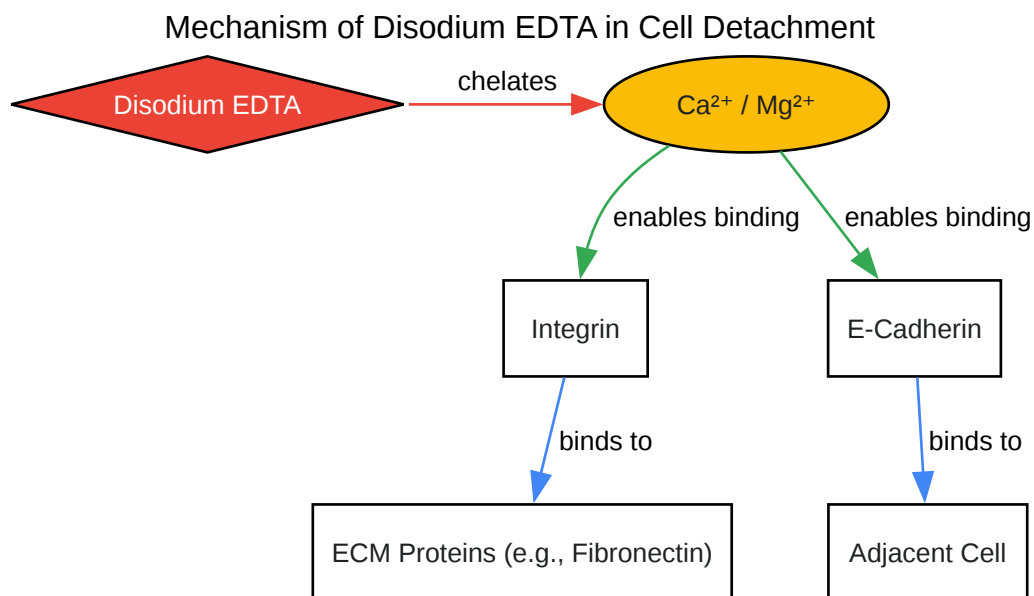 Mechanism of Disodium EDTA in Cell Detachment
Disodium EDTA
chelates
Ca²⁺ / Mg²⁺
enables binding
enables binding
Integrin
E-Cadherin
binds to
binds to
ECM Proteins (e.g., Fibronectin)
Adjacent Cell